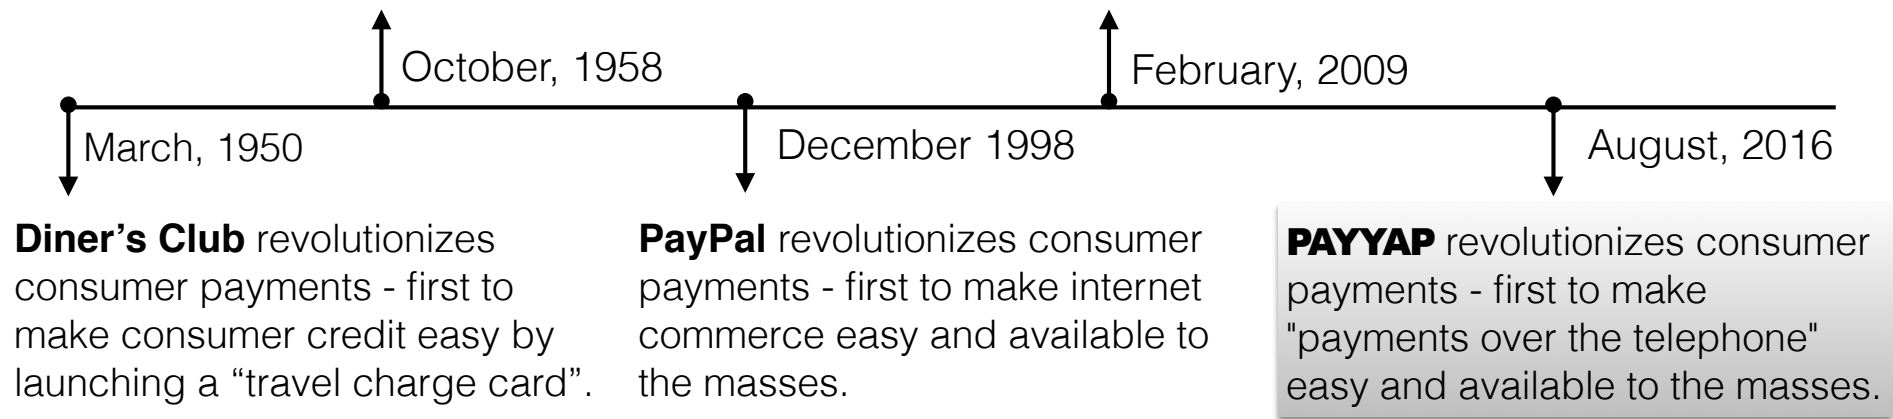 October, 1958
February, 2009
March, 1950
December 1998
August, 2016
Diner’s Club revolutionizes
consumer payments - first to
make consumer credit easy by
launching a “travel charge card”.
PayPal revolutionizes consumer
payments - first to make internet
commerce easy and available to
the masses.
PAYYAP revolutionizes consumer
payments - first to make
"payments over the telephone"
easy and available to the masses.